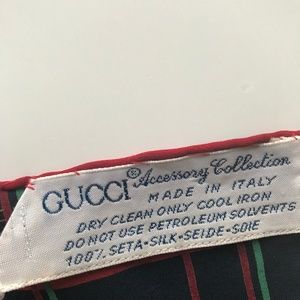 GUCCI® Accessory Collection
MADE IN ITALY
DRY CLEAN ONLY COOL IRON
DO NOT USE PETROLEUM SOLVENTS
100% SETA-SILK-SEIDE-SOIE